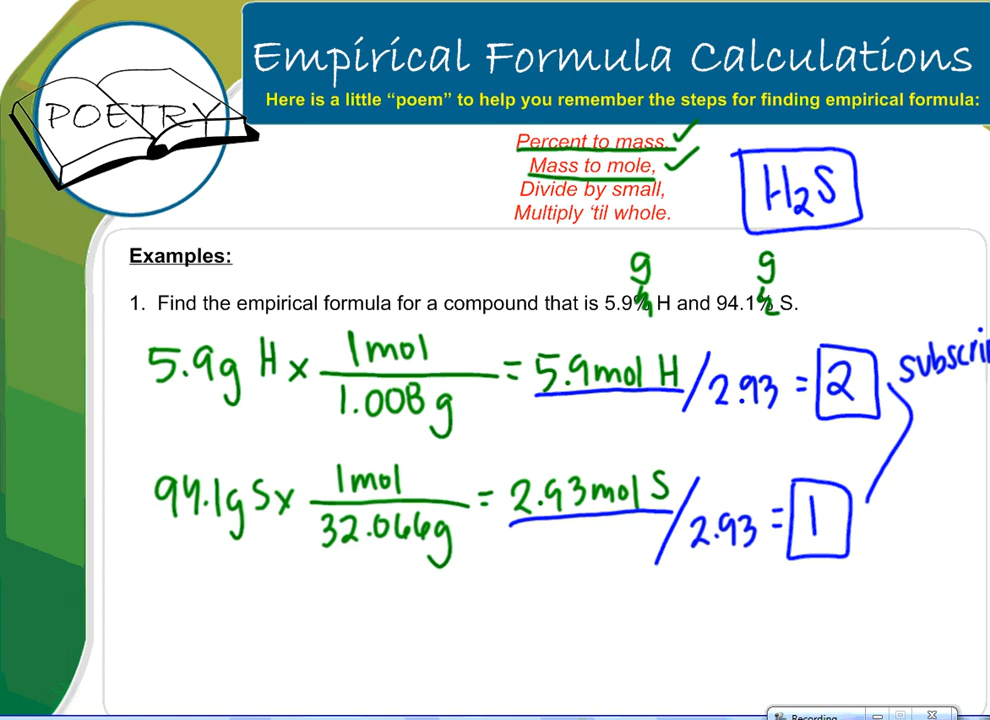 Empirical Formula Calculations
POETRY
Here is a little “poem” to help you remember the steps for finding empirical formula:
Percent to mass,
Mass to mole,
Divide by small,
Multiply ‘til whole.
H₂S
Examples:
g g
1. Find the empirical formula for a compound that is 5.9% H and 94.1% S.
5.9g H x 1mol / 1.008 g = 5.9mol H / 2.93 = 2
94.1g S x 1mol / 32.066g = 2.93mol S / 2.93 = 1
Recording